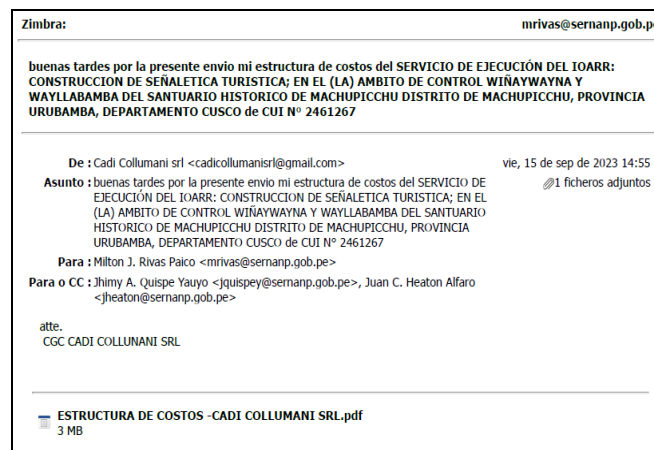 Zimbra: mrivas@sernanp.gob.pe
buenas tardes por la presente envio mi estructura de costos del SERVICIO DE EJECUCIÓN DEL IOARR:
CONSTRUCCION DE SEÑALETICA TURISTICA; EN EL (LA) AMBITO DE CONTROL WIÑAYWAYNA Y
WAYLLABAMBA DEL SANTUARIO HISTORICO DE MACHUPICCHU DISTRITO DE MACHUPICCHU, PROVINCIA
URUBAMBA, DEPARTAMENTO CUSCO de CUI Nº 2461267
De : Cadi Collumani srl <cadicollumanisrl@gmail.com> vie, 15 de sep de 2023 14:55
Asunto : buenas tardes por la presente envio mi estructura de costos del SERVICIO DE 1 ficheros adjuntos
EJECUCIÓN DEL IOARR: CONSTRUCCION DE SEÑALETICA TURISTICA; EN EL
(LA) AMBITO DE CONTROL WIÑAYWAYNA Y WAYLLABAMBA DEL SANTUARIO
HISTORICO DE MACHUPICCHU DISTRITO DE MACHUPICCHU, PROVINCIA
URUBAMBA, DEPARTAMENTO CUSCO de CUI Nº 2461267
Para : Milton J. Rivas Paico <mrivas@sernanp.gob.pe>
Para o CC : Jhimy A. Quispe Yauyo <jquispey@sernanp.gob.pe>, Juan C. Heaton Alfaro
<jheaton@sernanp.gob.pe>
atte.
CGC CADI COLLUNANI SRL
ESTRUCTURA DE COSTOS -CADI COLLUMANI SRL.pdf
3 MB